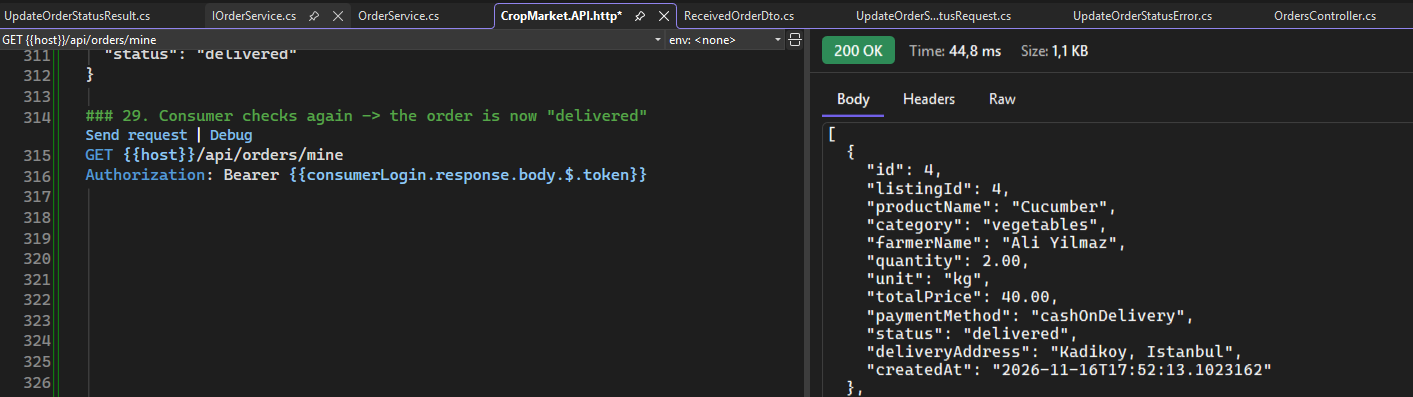 UpdateOrderStatusResult.cs IOrderService.cs OrderService.cs CropMarket.API.http* ReceivedOrderDto.cs UpdateOrderS...tusRequest.cs UpdateOrderStatusError.cs OrdersController.cs
GET {{host}}/api/orders/mine env: <none>
311 "status": "delivered"
312 }
313
314 ### 29. Consumer checks again -> the order is now "delivered"
Send request | Debug
315 GET {{host}}/api/orders/mine
316 Authorization: Bearer {{consumerLogin.response.body.$.token}}
317
318
319
320
321
322
323
324
325
326
200 OK Time: 44,8 ms Size: 1,1 KB
Body Headers Raw
[
{
"id": 4,
"listingId": 4,
"productName": "Cucumber",
"category": "vegetables",
"farmerName": "Ali Yilmaz",
"quantity": 2.00,
"unit": "kg",
"totalPrice": 40.00,
"paymentMethod": "cashOnDelivery",
"status": "delivered",
"deliveryAddress": "Kadikoy, Istanbul",
"createdAt": "2026-11-16T17:52:13.1023162"
},